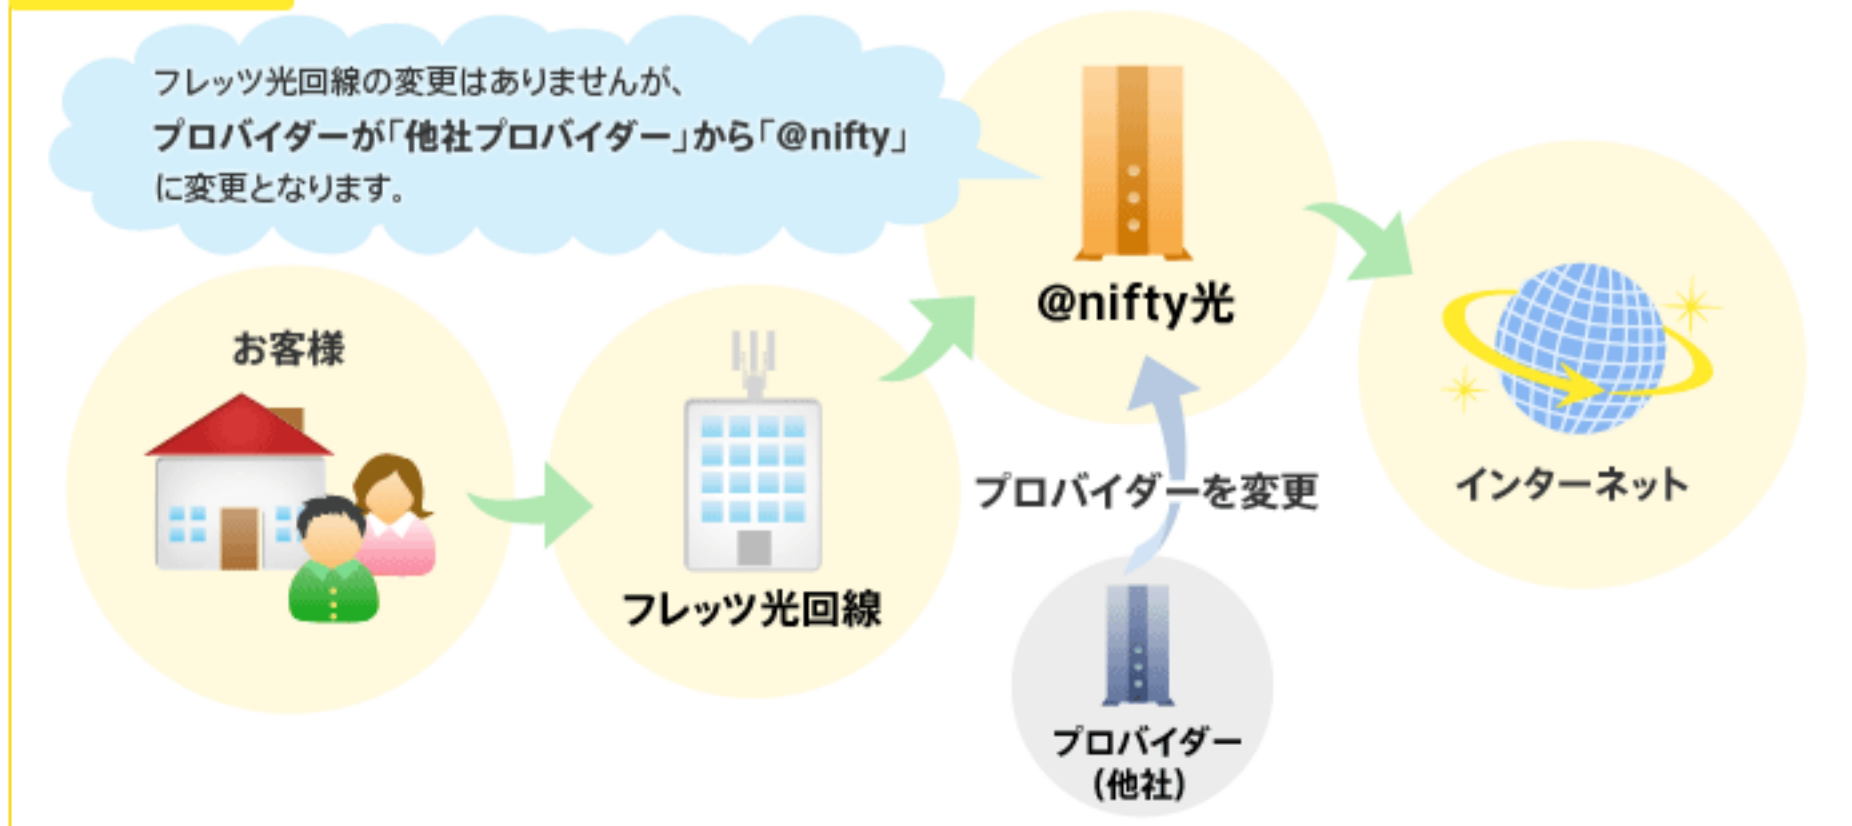 フレッツ光回線の変更はありませんが、
プロバイダーが「他社プロバイダー」から「@nifty」
に変更となります。
お客様
フレッツ光回線
@nifty光
プロバイダーを変更
プロバイダー
(他社)
インターネット